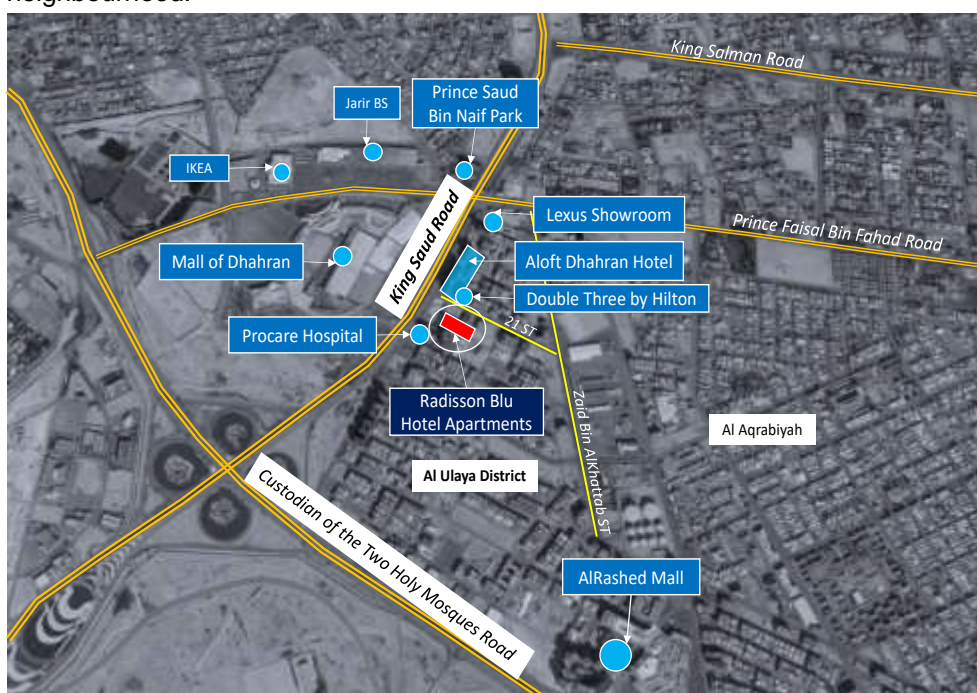 neighbourhood.
King Salman Road
Prince Saud
Bin Naif Park
Jarir BS
IKEA
Lexus Showroom
Prince Faisal Bin Fahad Road
King Saud Road
Mall of Dhahran
Aloft Dhahran Hotel
Double Three by Hilton
21 ST
Procare Hospital
Radisson Blu
Hotel Apartments
Zaid Bin AlKhattab ST
Al Aqrabiyah
Al Ulaya District
Custodian of the Two Holy Mosques Road
AlRashed Mall